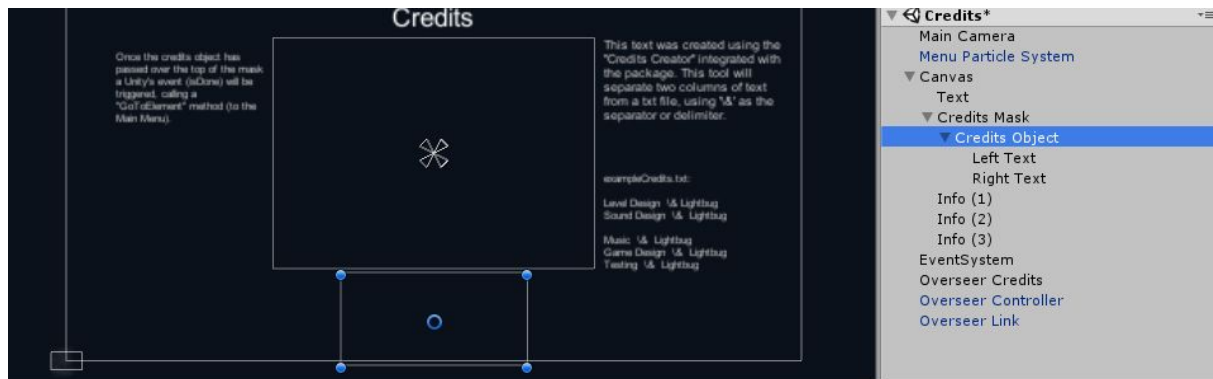 Credits
Once the credits object has
passed over the top of the mask
a Unity's event (isDone) will be
triggered, calling a
"GoToElement" method (to the
Main Menu).
This text was created using the
"Credits Creator" integrated with
the package. This tool will
separate two columns of text
from a txt file, using '\&' as the
separator or delimiter.
exampleCredits.txt:
Level Design \& Lightbug
Sound Design \& Lightbug
Music \& Lightbug
Game Design \& Lightbug
Testing \& Lightbug
Credits*
Main Camera
Menu Particle System
Canvas
Text
Credits Mask
Credits Object
Left Text
Right Text
Info (1)
Info (2)
Info (3)
EventSystem
Overseer Credits
Overseer Controller
Overseer Link